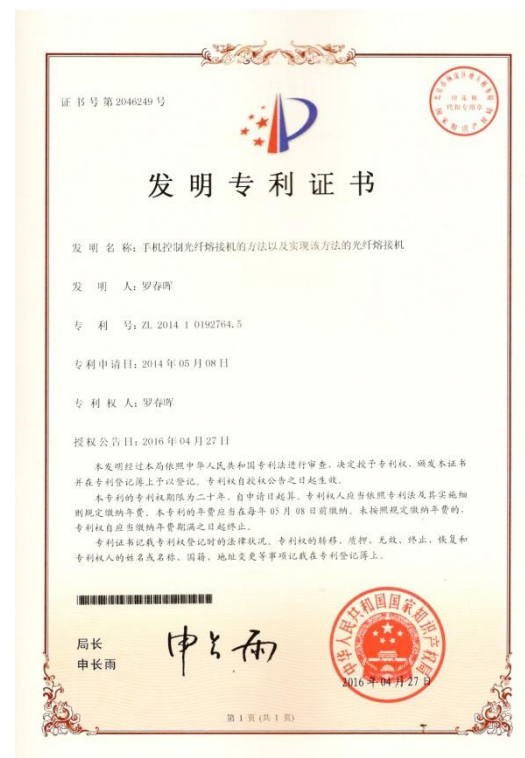 证书号第2046249号
发明专利证书
发 明 名 称：手机控制光纤熔接机的方法以及实现该方法的光纤熔接机
发 明 人：罗春晖
专 利 号：ZL 2014 1 0192764.5
专利申请日：2014年05月08日
专 利 权 人：罗春晖
授权公告日：2016年04月27日
本发明经过本局依照中华人民共和国专利法进行审查，决定授予专利权，颁发本证书
并在专利登记簿上予以登记。专利权自授权公告之日起生效。
本专利的专利权期限为二十年，自申请日起算。专利权人应当依照专利法及其实施细
则规定缴纳年费。本专利的年费应当在每年05月08日前缴纳。未按照规定缴纳年费的，
专利权自应当缴纳年费期满之日起终止。
专利证书记载专利权登记时的法律状况。专利权的转移、质押、无效、终止、恢复和
专利权人的姓名或名称、国籍、地址变更等事项记载在专利登记簿上。
局长
申长雨
申长雨
中华人民共和国国家知识产权局
2016年04月27日
第 1 页 (共 1 页)